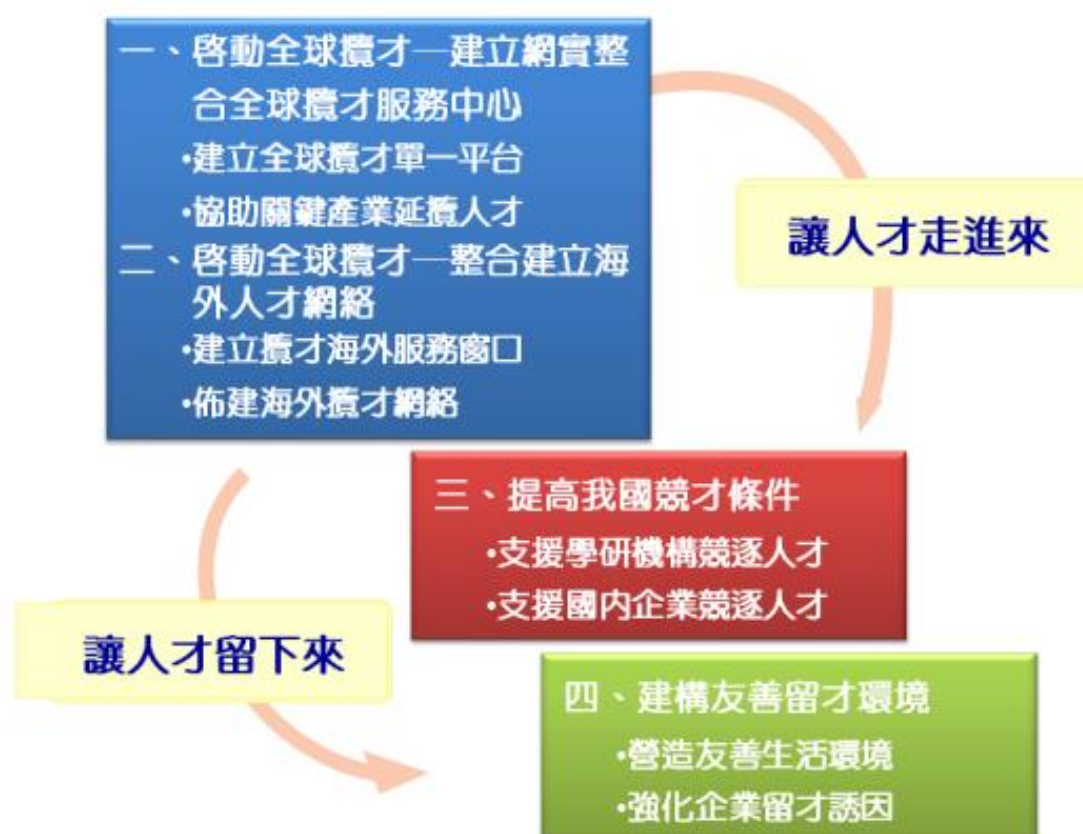 一、啓動全球攬才─建立網實整
合全球攬才服務中心
•建立全球攬才單一平台
•協助關鍵產業延攬人才
二、啓動全球攬才─整合建立海
外人才網絡
•建立攬才海外服務窗口
•佈建海外攬才網絡
讓人才走進來
三、提高我國競才條件
•支援學研機構競逐人才
•支援國內企業競逐人才
讓人才留下來
四、建構友善留才環境
•營造友善生活環境
•強化企業留才誘因